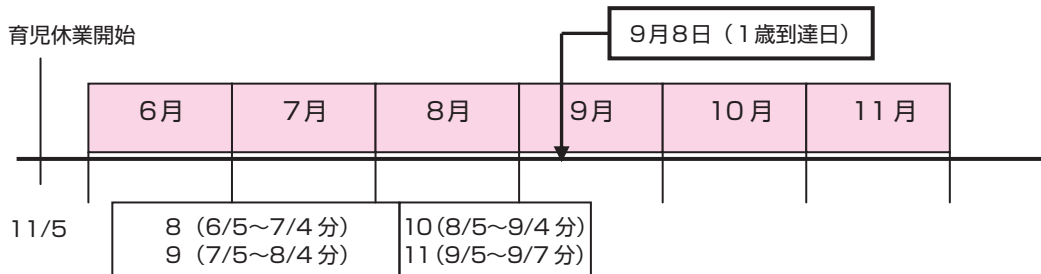 育児休業開始
9月8日（1歳到達日）
6月
7月
8月
9月
10月
11月
11/5
8（6/5～7/4分）
9（7/5～8/4分）
10（8/5～9/4分）
11（9/5～9/7分）